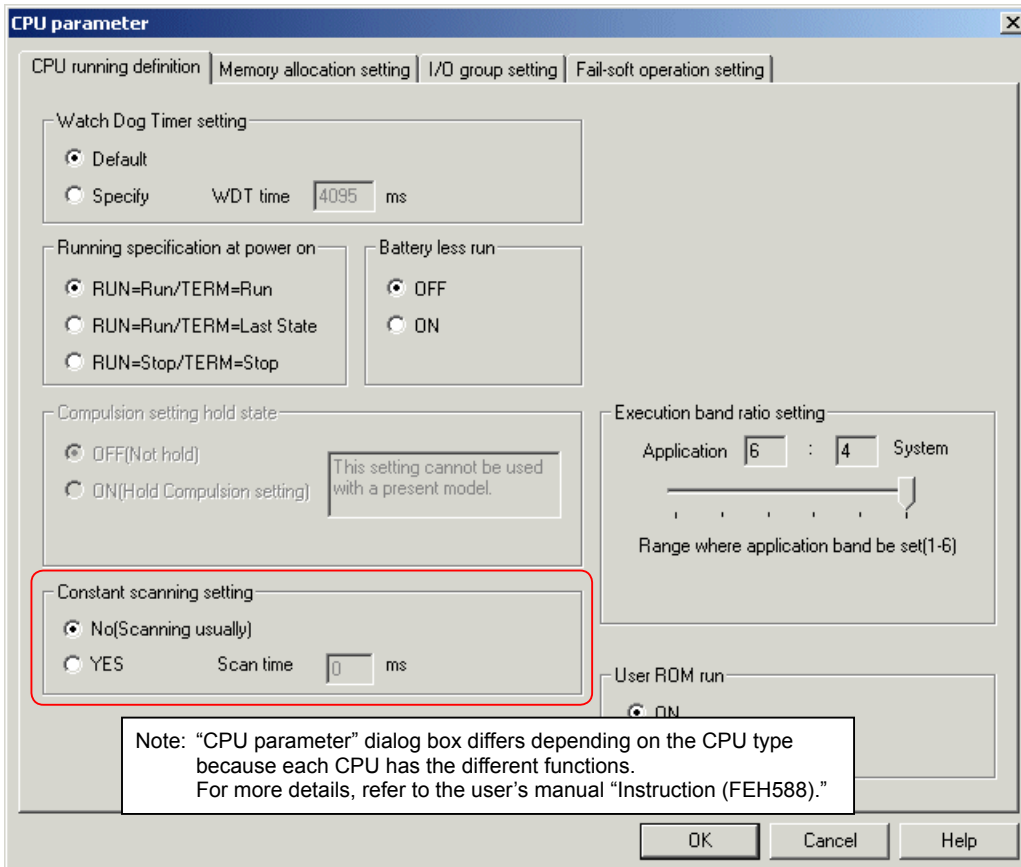 CPU parameter
CPU running definition
Memory allocation setting
I/O group setting
Fail-soft operation setting
Watch Dog Timer setting
Default
Specify WDT time 4095 ms
Running specification at power on
RUN=Run/TERM=Run
RUN=Run/TERM=Last State
RUN=Stop/TERM=Stop
Battery less run
OFF
ON
Compulsion setting hold state
OFF(Not hold)
ON(Hold Compulsion setting)
This setting cannot be used
with a present model.
Execution band ratio setting
Application 6 : 4 System
Range where application band be set(1-6)
Constant scanning setting
No(Scanning usually)
YES Scan time 0 ms
User ROM run
ON
Note: “CPU parameter” dialog box differs depending on the CPU type
because each CPU has the different functions.
For more details, refer to the user’s manual “Instruction (FEH588).”
OK Cancel Help